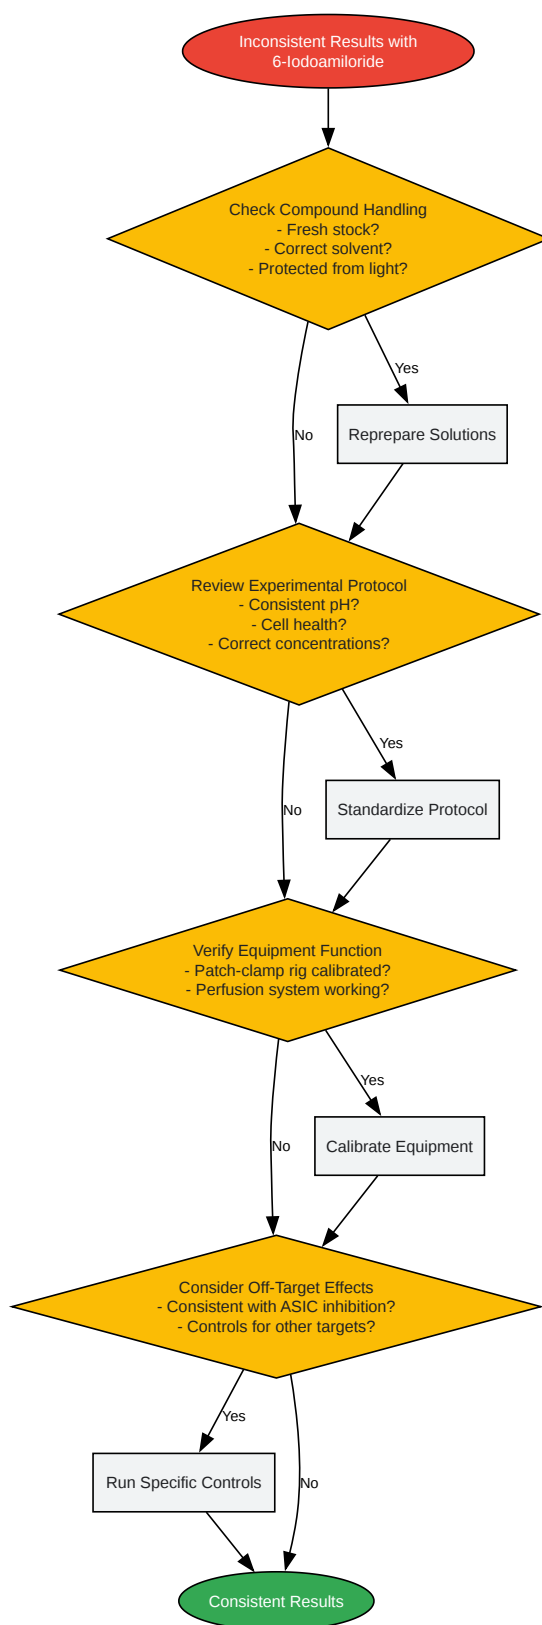 Inconsistent Results with
6-Iodoamiloride
Check Compound Handling
- Fresh stock?
- Correct solvent?
- Protected from light?
Yes
No
Reprepare Solutions
Review Experimental Protocol
- Consistent pH?
- Cell health?
- Correct concentrations?
Yes
No
Standardize Protocol
Verify Equipment Function
- Patch-clamp rig calibrated?
- Perfusion system working?
Yes
No
Calibrate Equipment
Consider Off-Target Effects
- Consistent with ASIC inhibition?
- Controls for other targets?
Yes
Run Specific Controls
No
Consistent Results